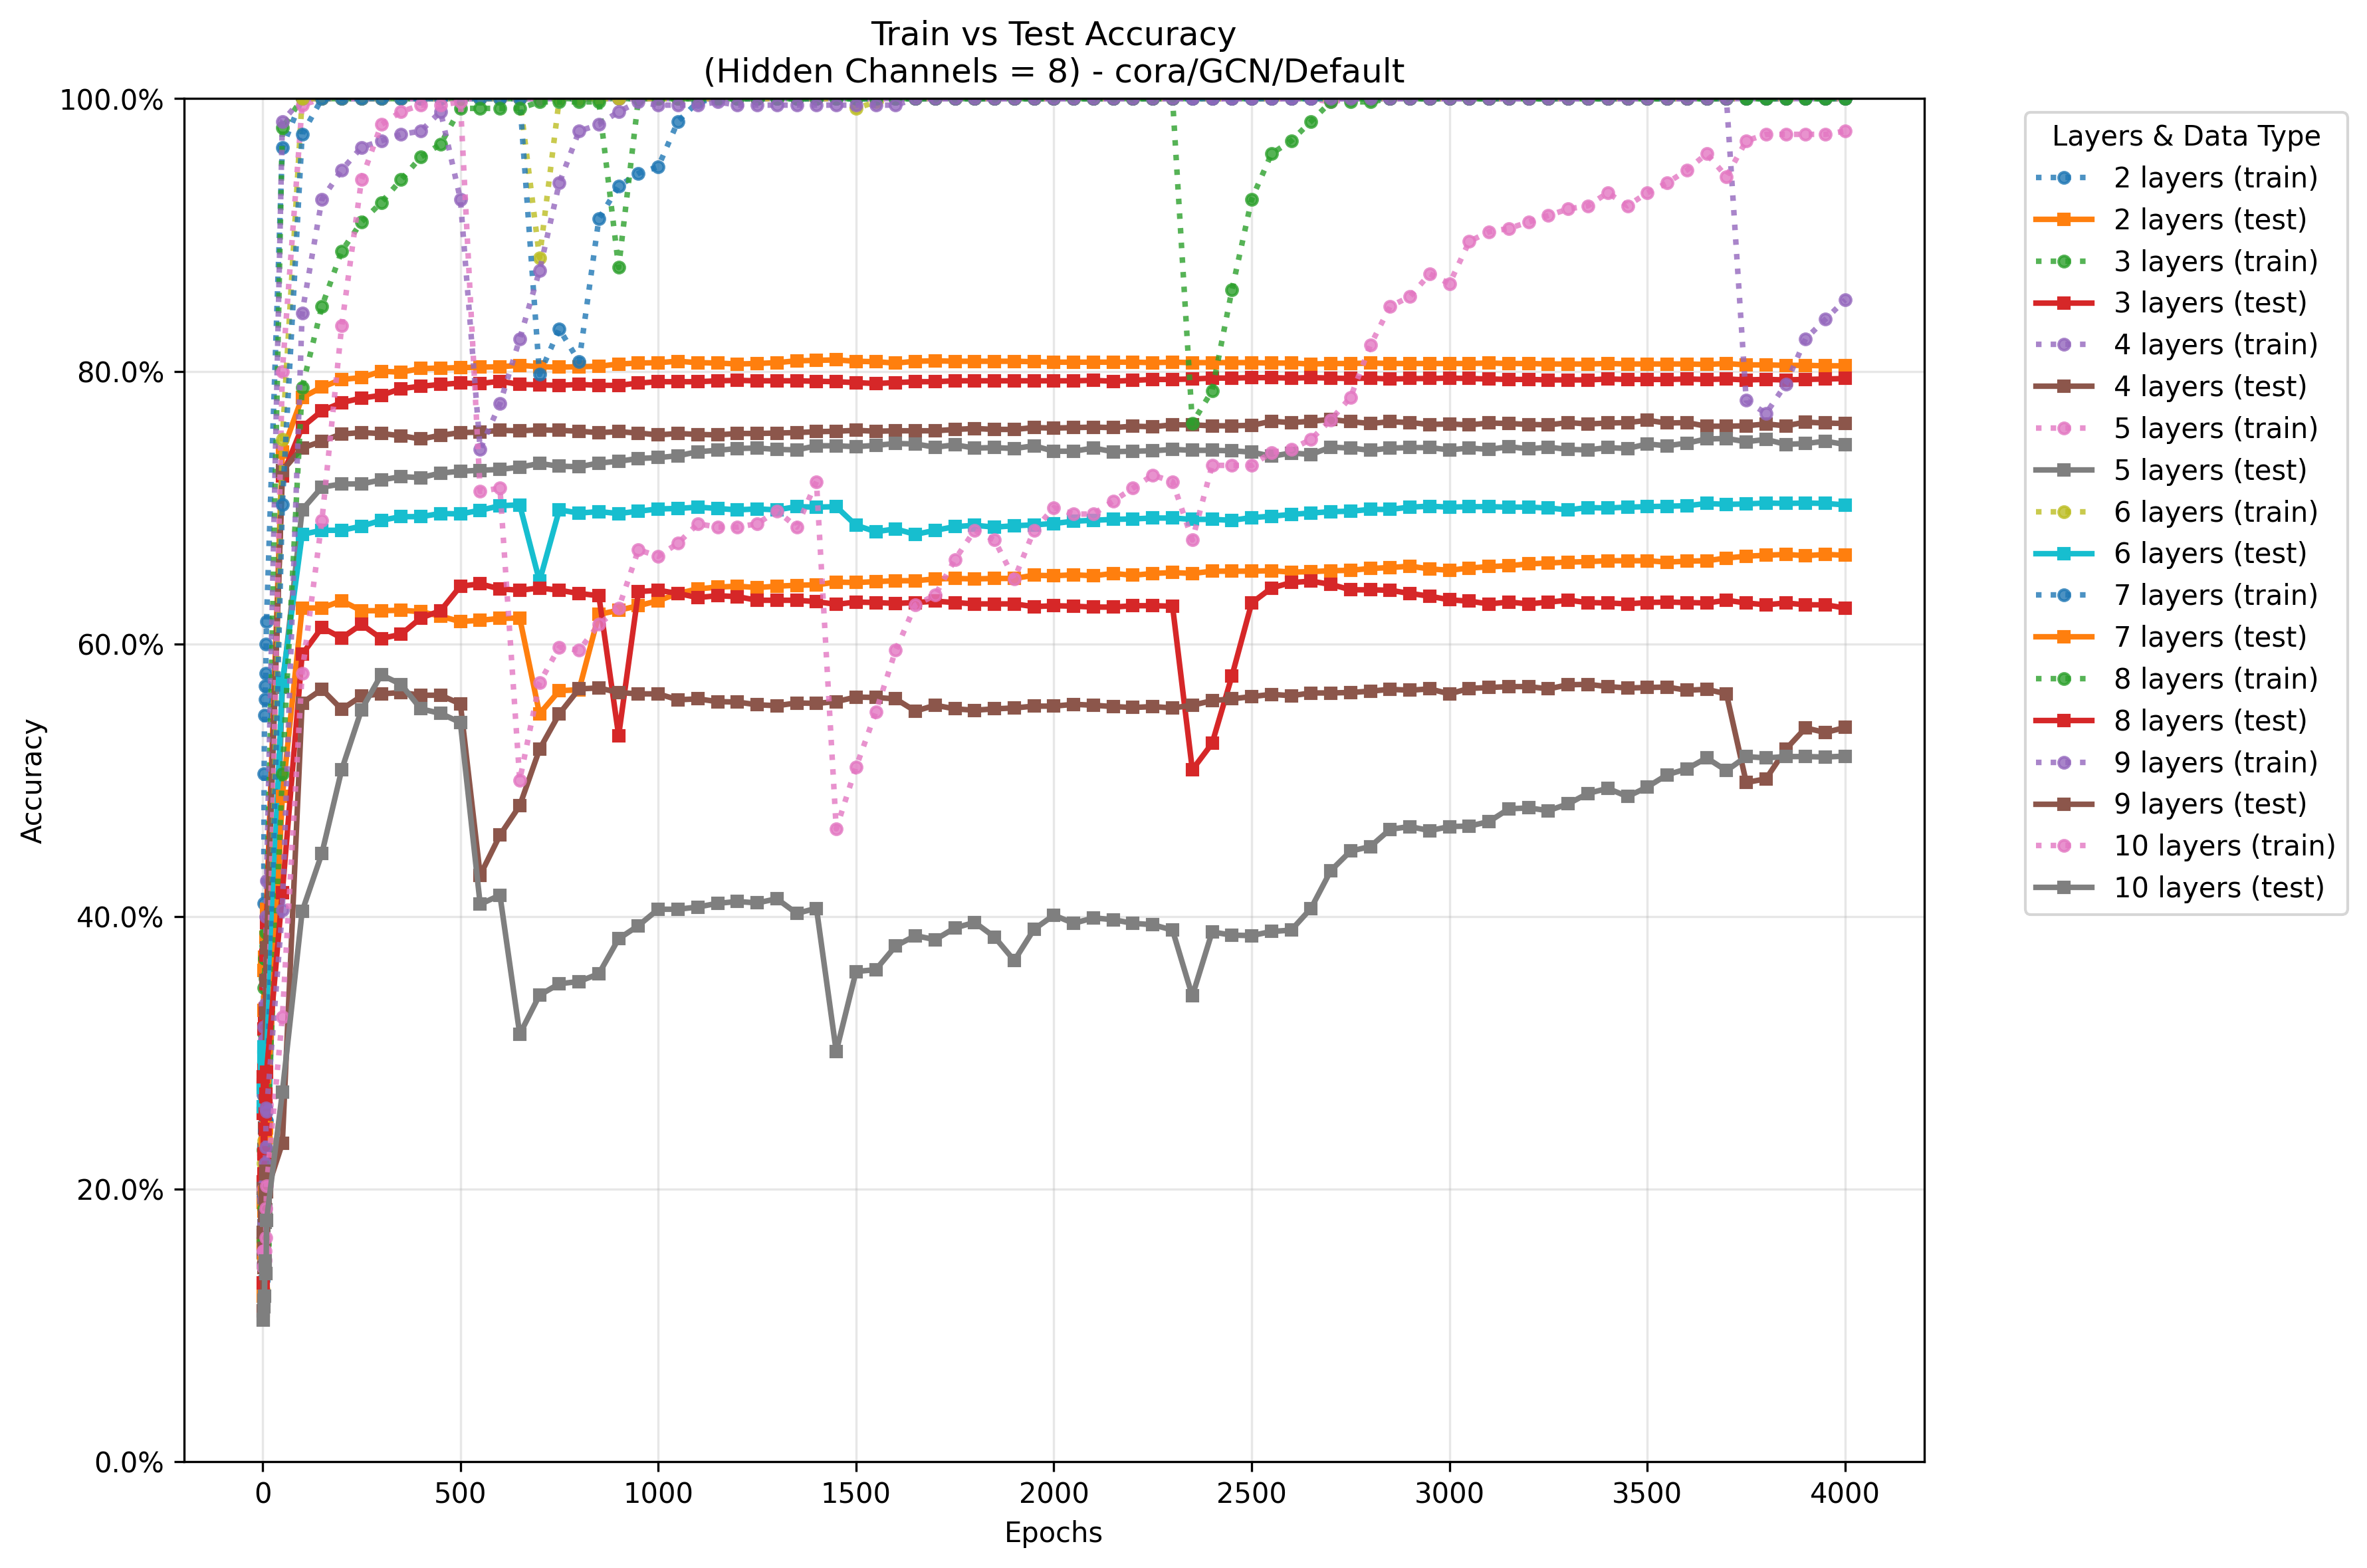 Train vs Test Accuracy
(Hidden Channels = 8) - cora/GCN/Default
Accuracy
100.0%
80.0%
60.0%
40.0%
20.0%
0.0%
0 500 1000 1500 2000 2500 3000 3500 4000
Epochs
Layers & Data Type
2 layers (train)
2 layers (test)
3 layers (train)
3 layers (test)
4 layers (train)
4 layers (test)
5 layers (train)
5 layers (test)
6 layers (train)
6 layers (test)
7 layers (train)
7 layers (test)
8 layers (train)
8 layers (test)
9 layers (train)
9 layers (test)
10 layers (train)
10 layers (test)